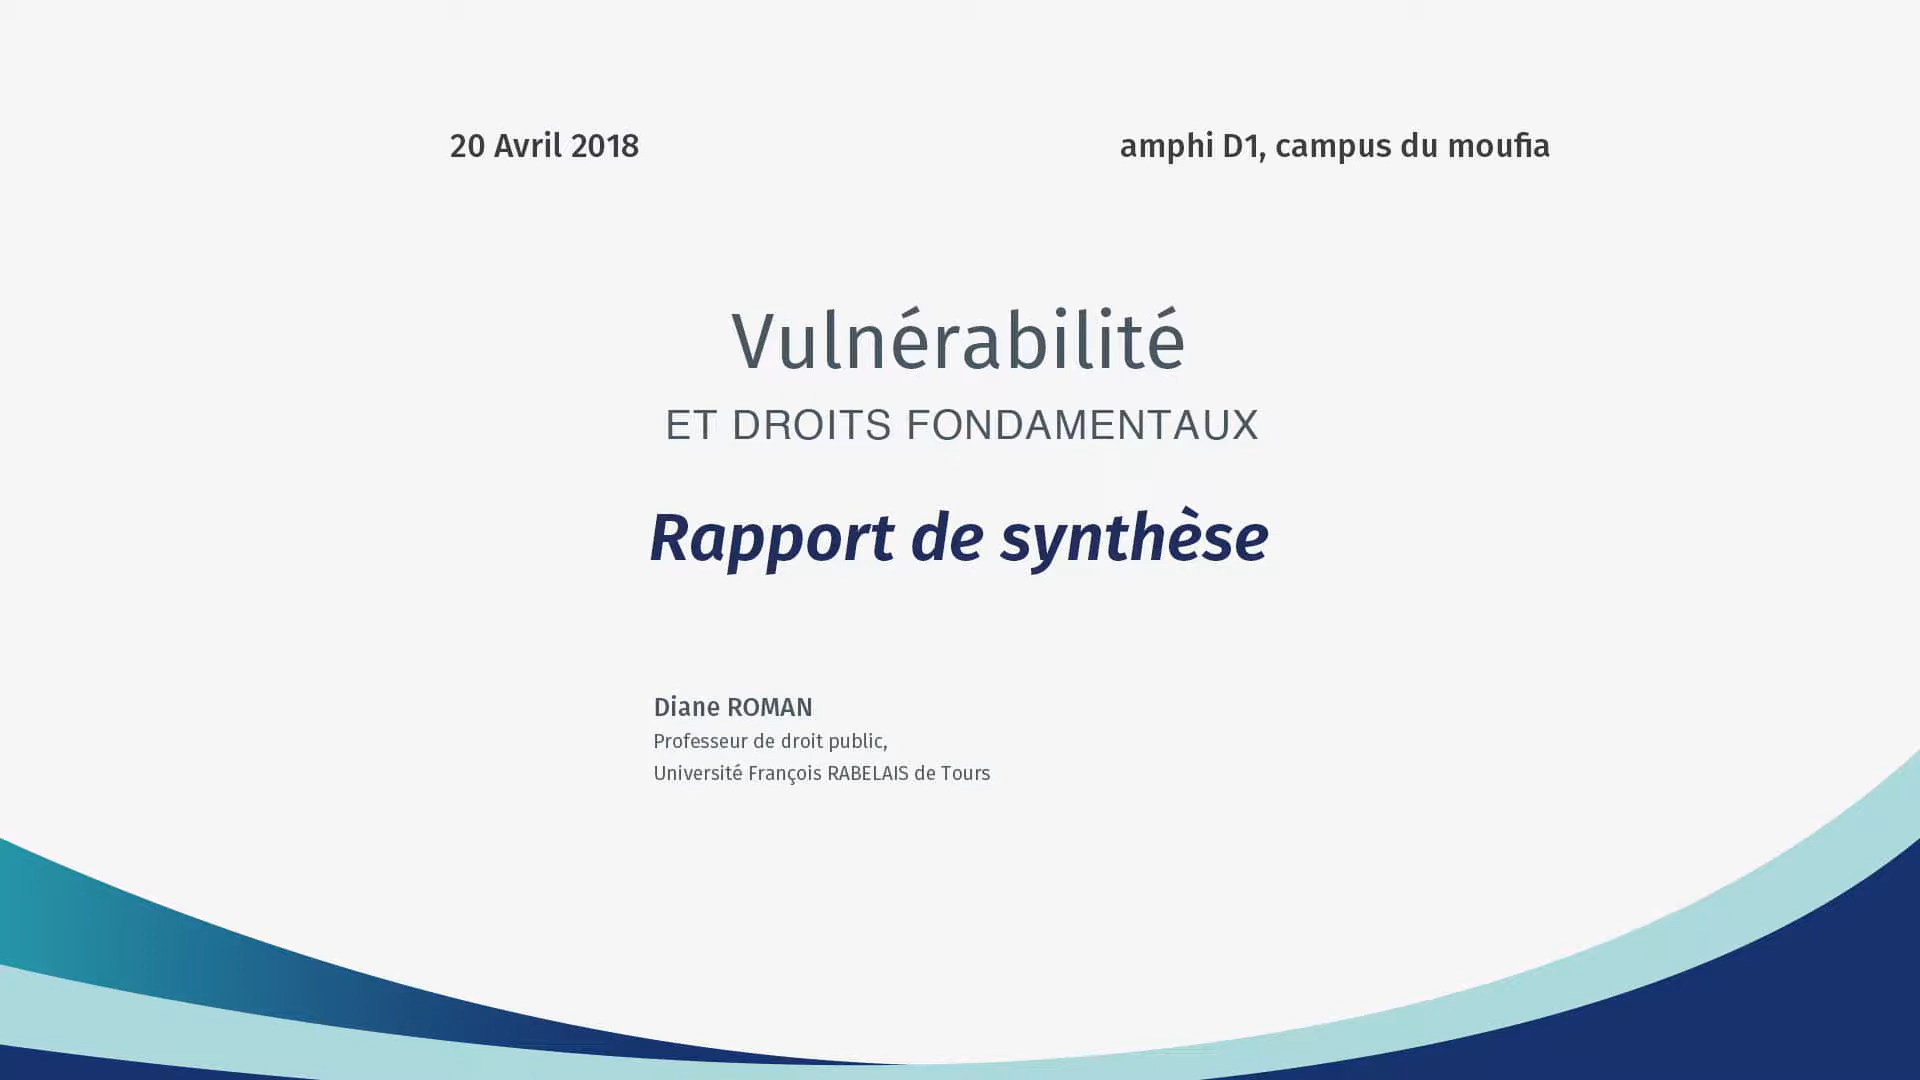 20 Avril 2018
amphi D1, campus du moufia
Vulnérabilité
ET DROITS FONDAMENTAUX
Rapport de synthèse
Diane ROMAN
Professeur de droit public,
Université François RABELAIS de Tours